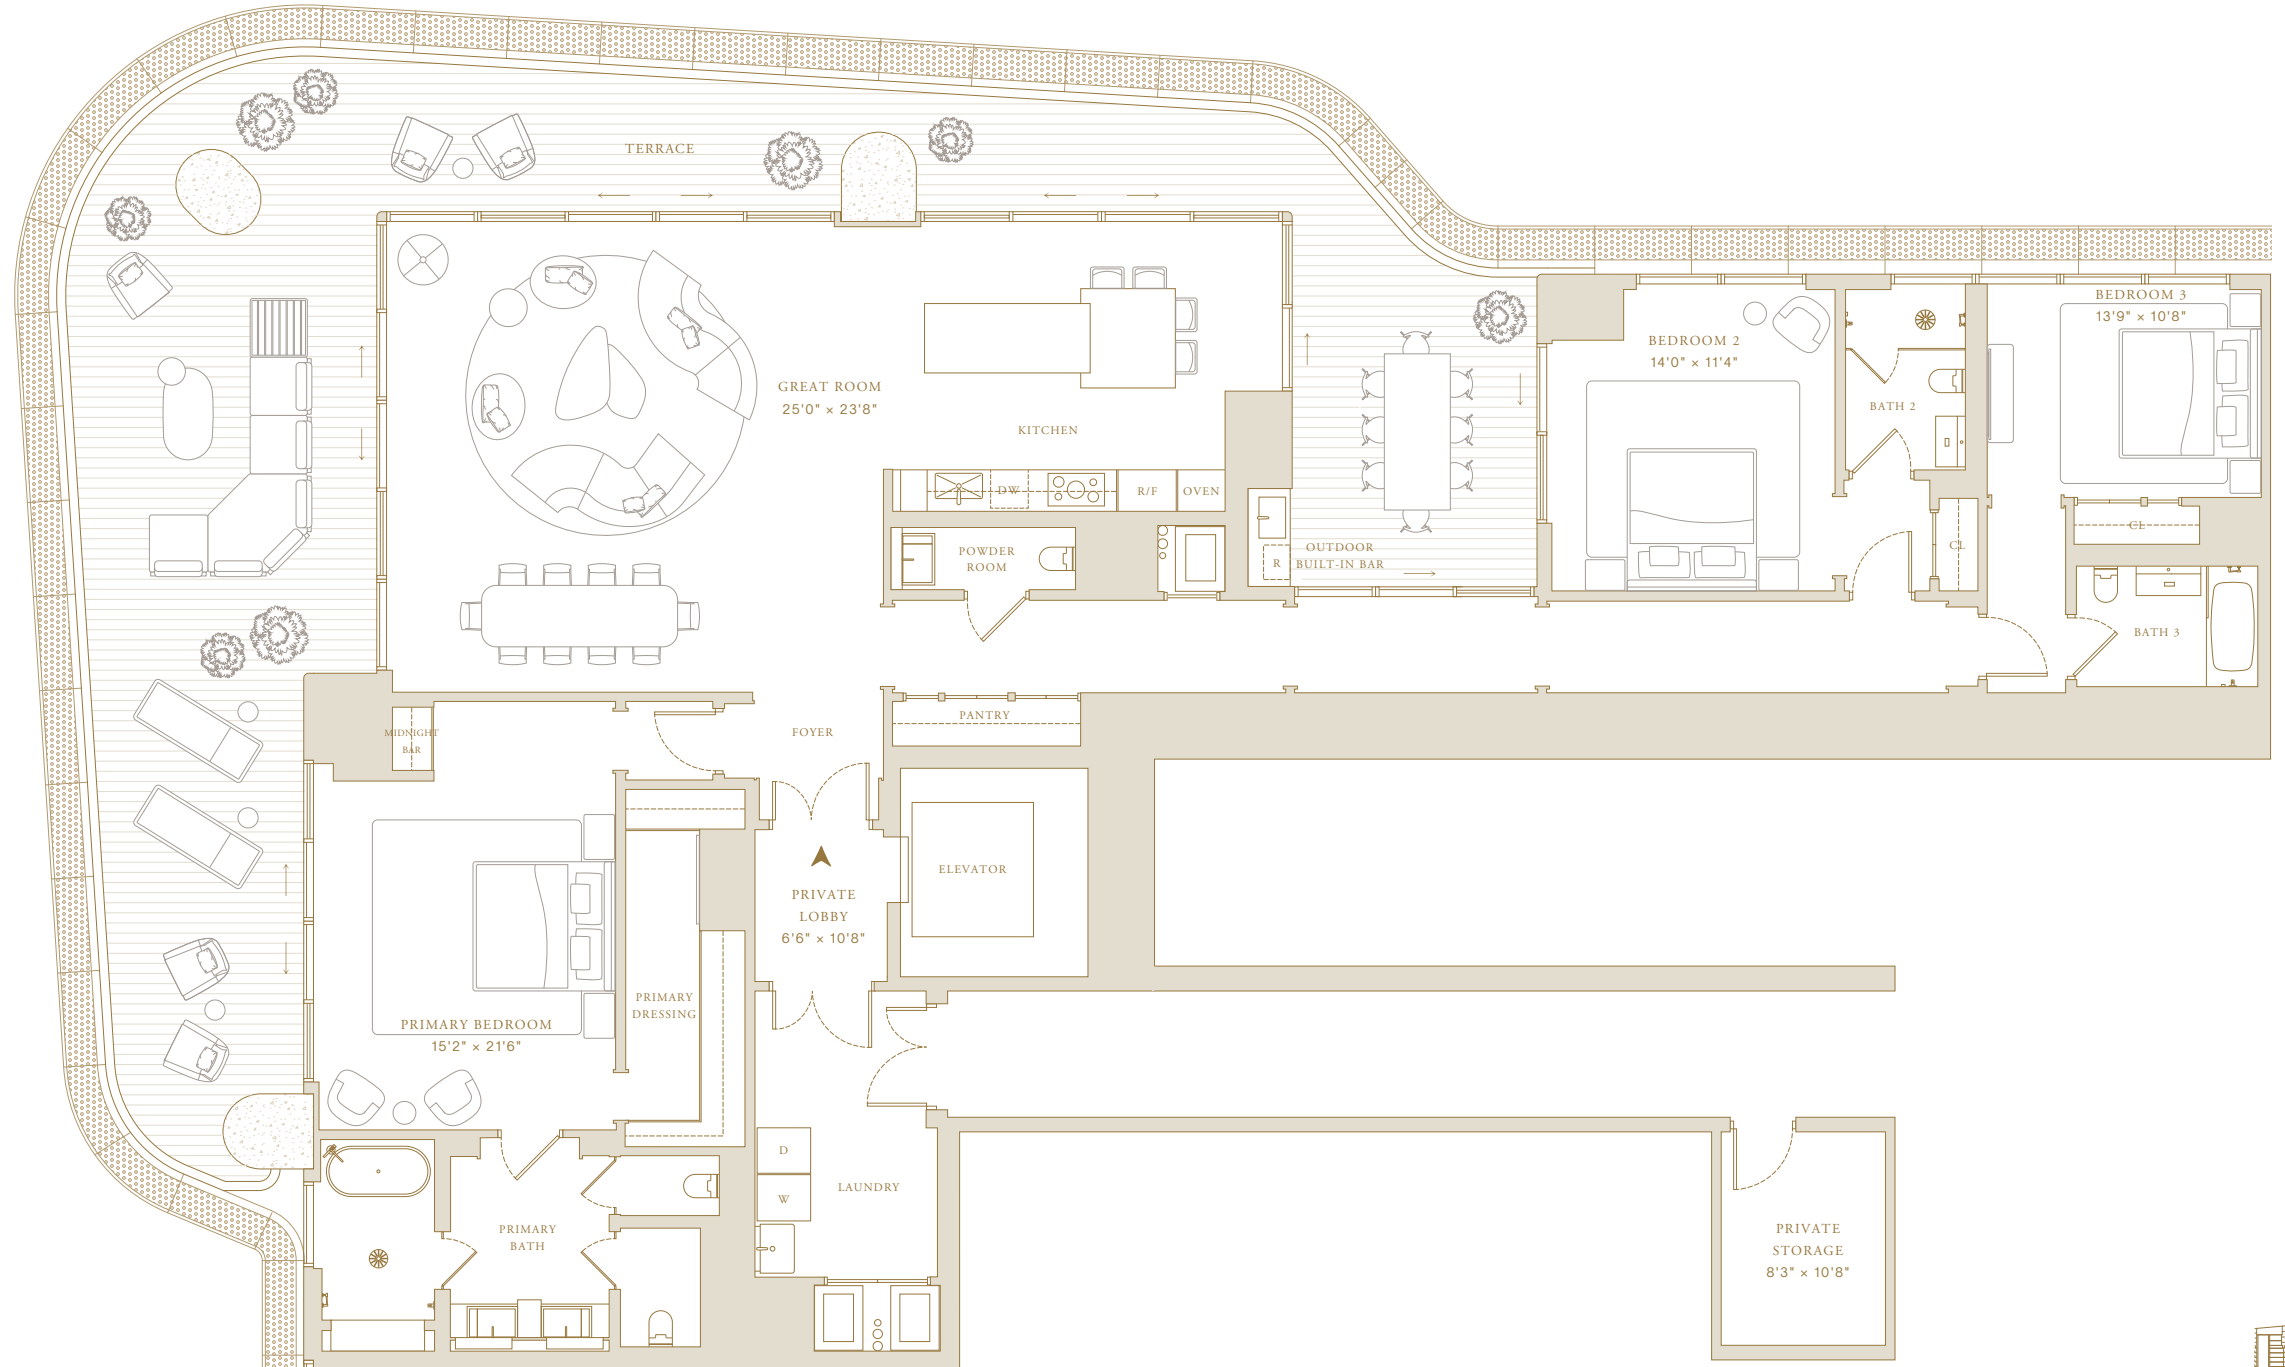 TERRACE
BEDROOM 3
13'9" × 10'8"
BEDROOM 2
14'0" × 11'4"
GREAT ROOM
25'0" × 23'8"
BATH 2
KITCHEN
DW
R/F
OVEN
CL
CL
POWDER
ROOM
OUTDOOR
BUILT-IN BAR
R
BATH 3
PANTRY
FOYER
MIDNIGHT
BAR
ELEVATOR
PRIVATE
LOBBY
6'6" × 10'8"
PRIMARY
DRESSING
PRIMARY BEDROOM
15'2" × 21'6"
D
W
LAUNDRY
PRIMARY
BATH
PRIVATE
STORAGE
8'3" × 10'8"